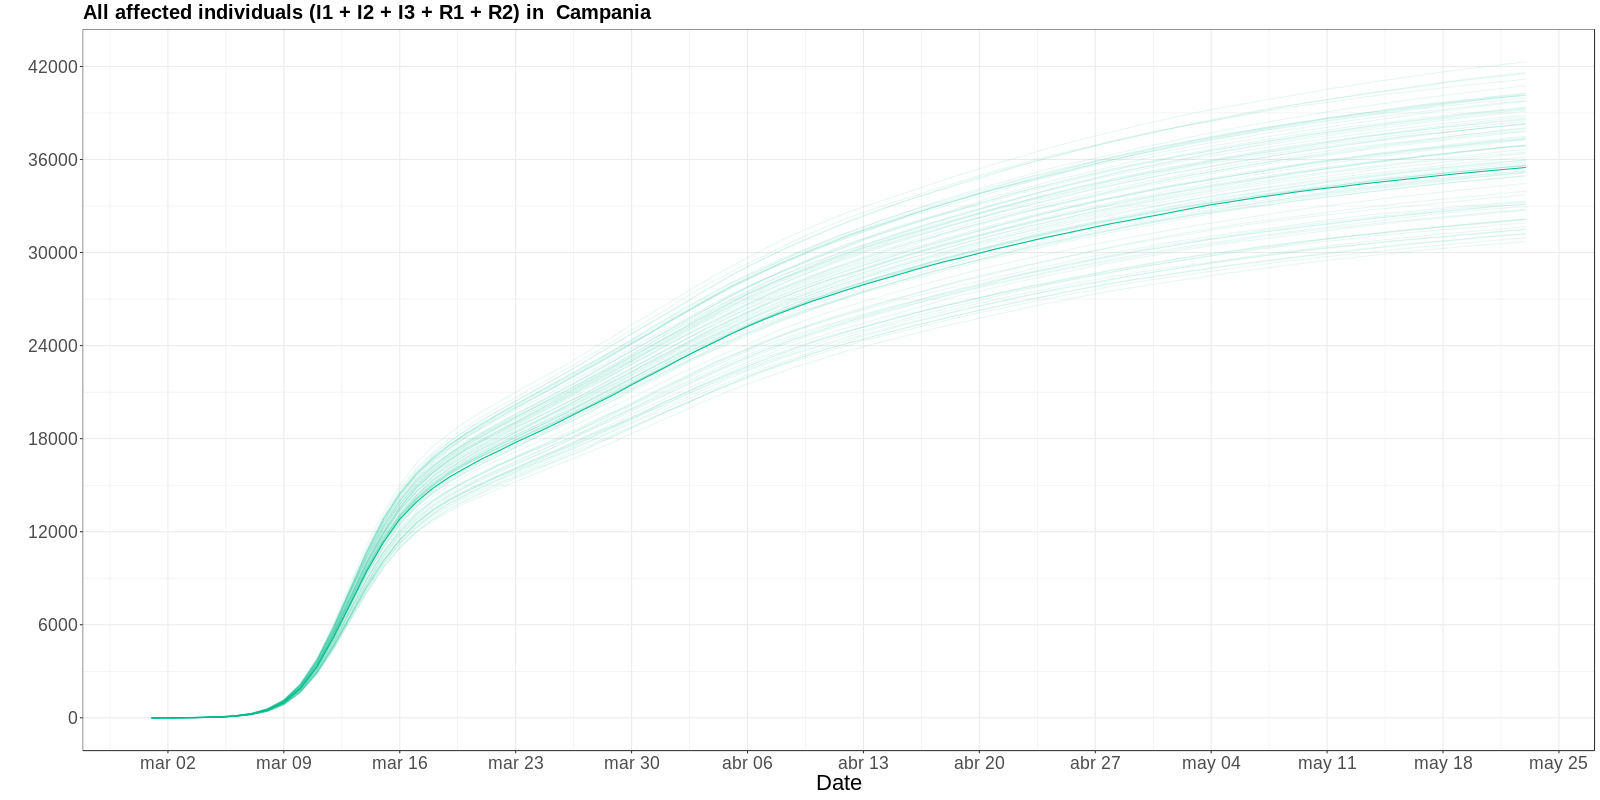 All affected individuals (I1 + I2 + I3 + R1 + R2) in  Campania
42000
36000
30000
24000
18000
12000
6000
0
mar 02 mar 09 mar 16 mar 23 mar 30 abr 06 abr 13 abr 20 abr 27 may 04 may 11 may 18 may 25
Date